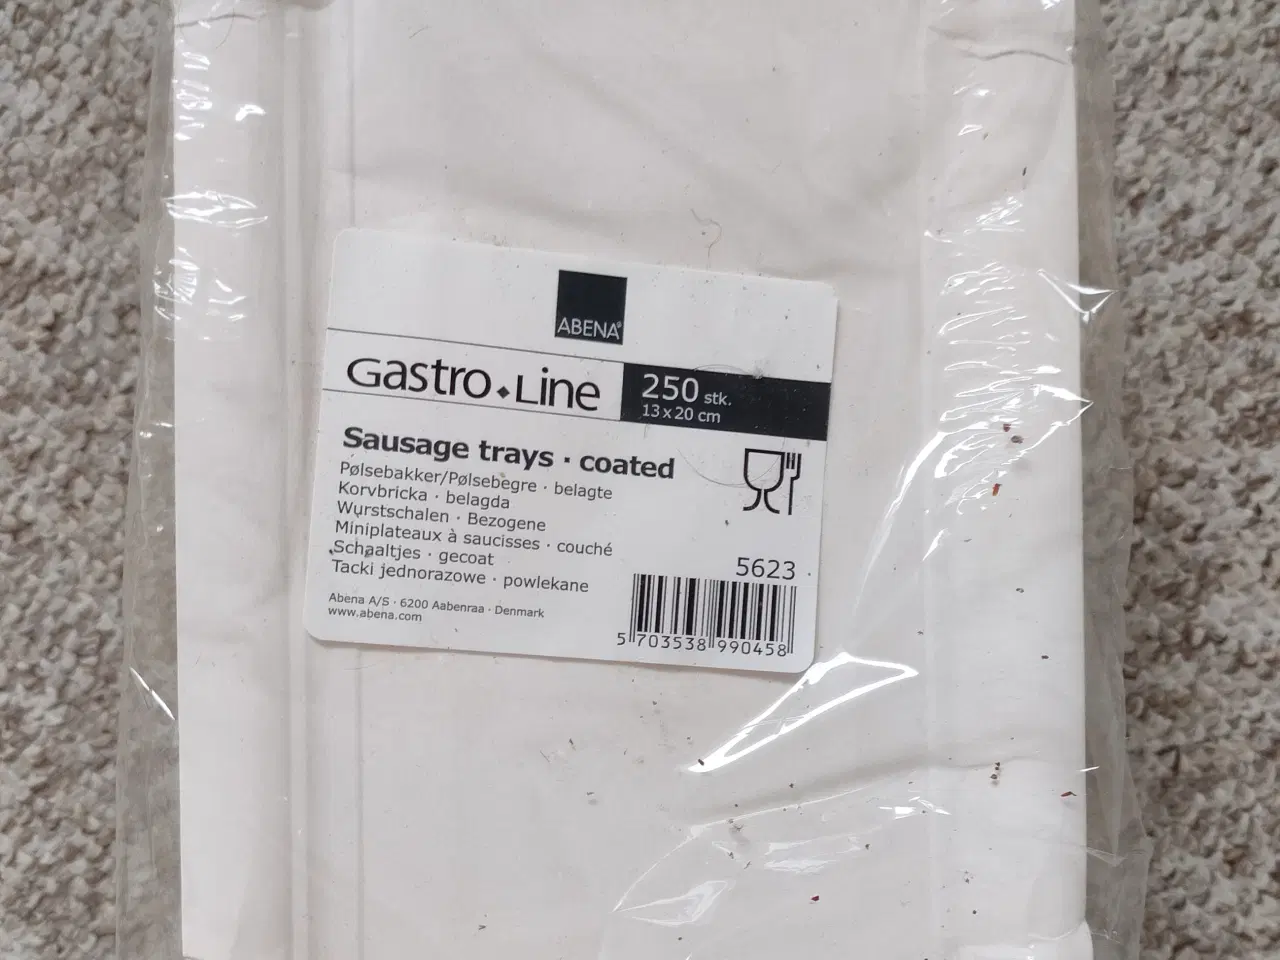 ABENA®
Gastro Line
250 stk.
13 x 20 cm
Sausage trays · coated
Pølsebakker/Pølsebegre · belagte
Korvbricka · belagda
Wurstschalen · Bezogene
Miniplateaux à saucisses · couché
Schaaltjes · gecoat
Tacki jednorazowe · powlekane
Abena A/S · 6200 Aabenraa · Denmark
www.abena.com
5623
5 703538 990458